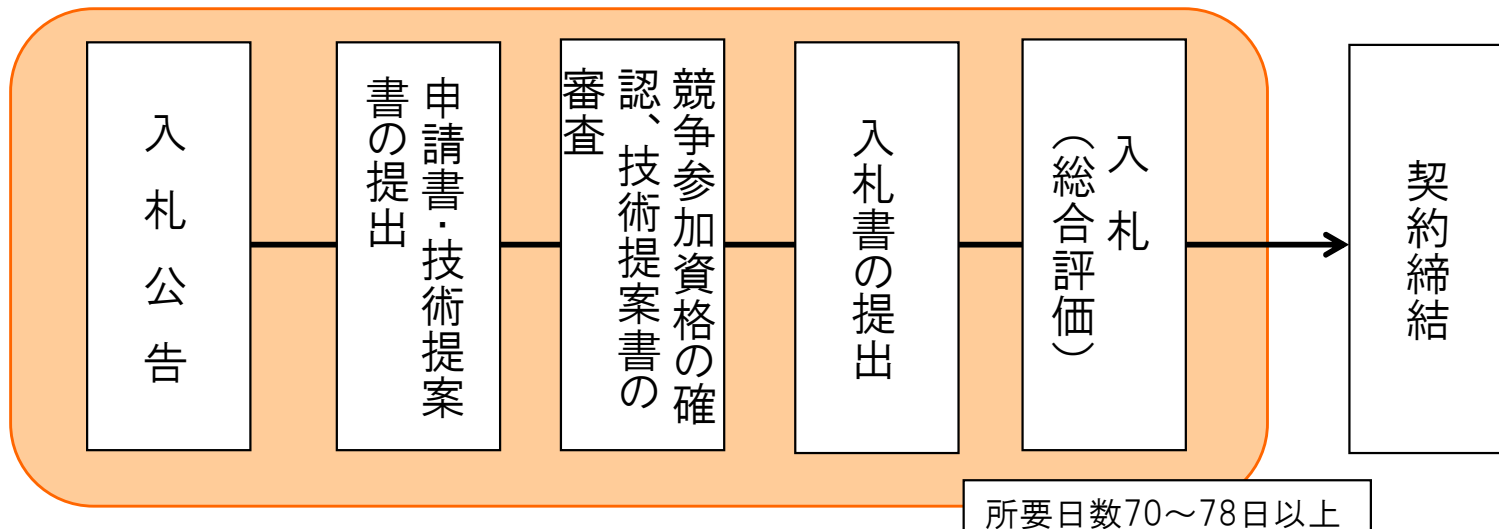 入札公告
申請書・技術提案
書の提出
競争参加資格の確
認、技術提案書の
審査
入札書の提出
入札
（総合評価）
契約締結
所要日数70～78日以上